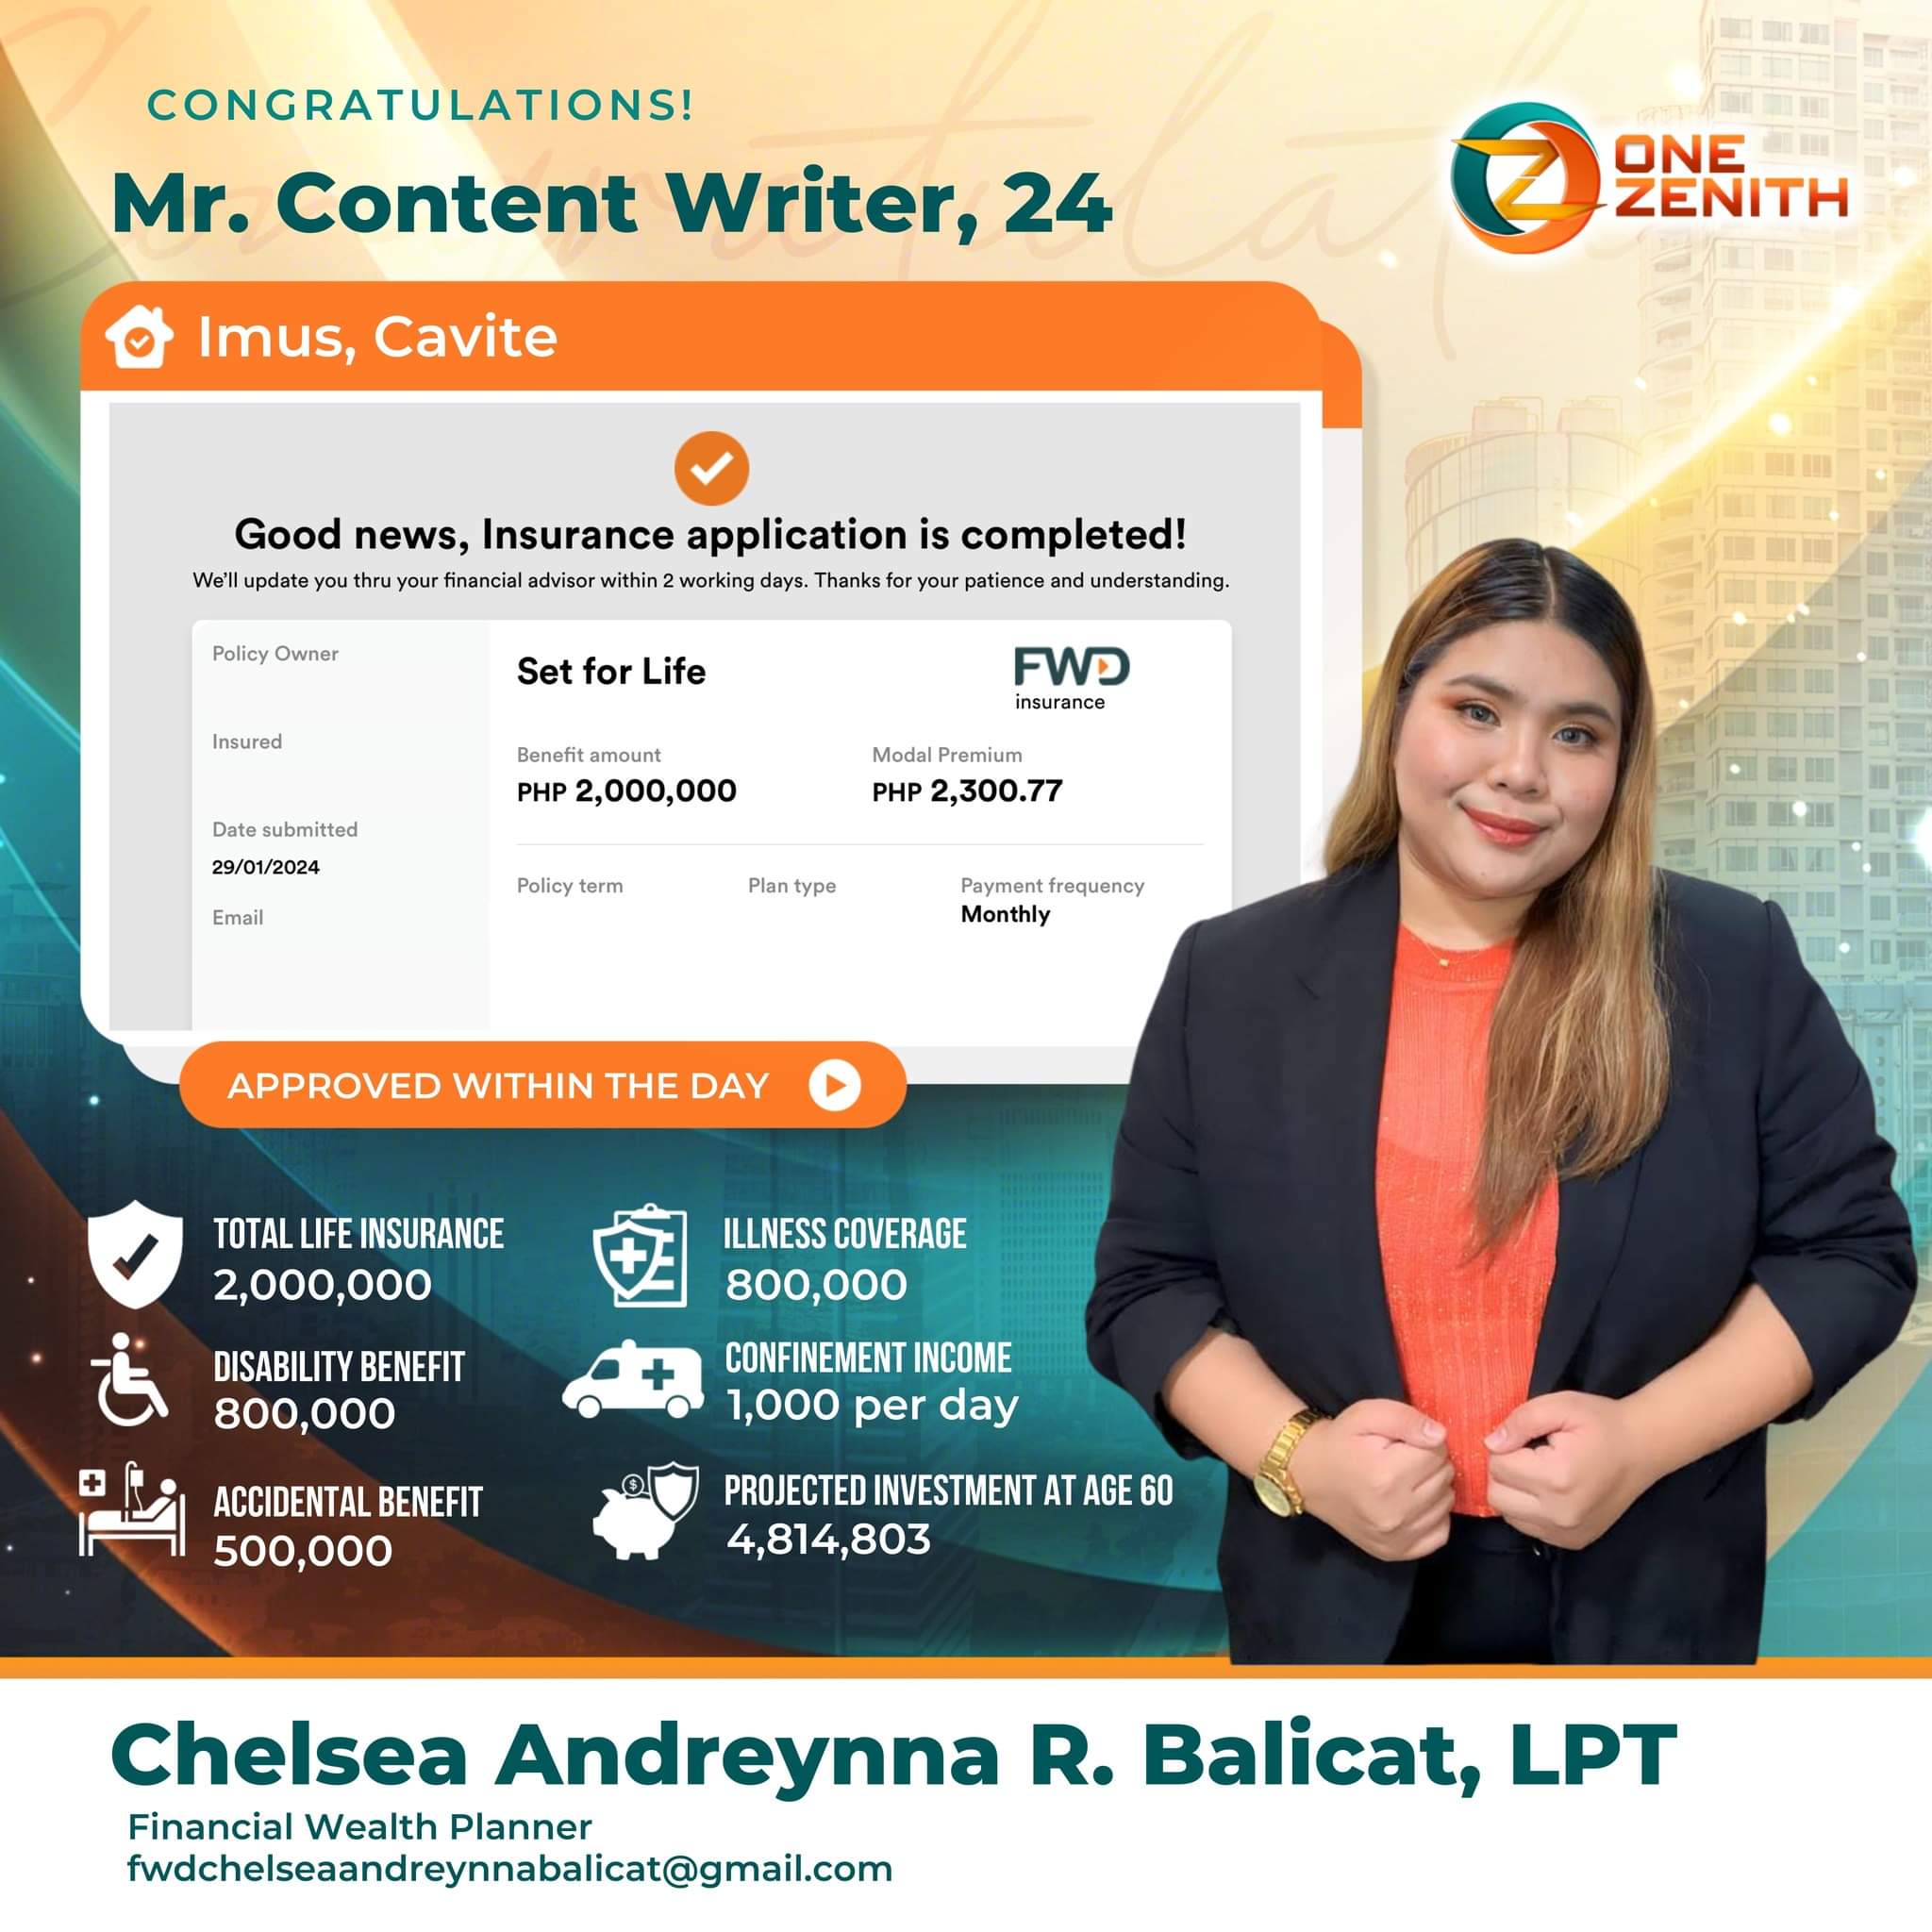 CONGRATULATIONS!
Mr. Content Writer, 24
ONE
ZENITH
Imus, Cavite
Good news, Insurance application is completed!
We'll update you thru your financial advisor within 2 working days. Thanks for your patience and understanding.
Policy Owner
Insured
Date submitted
29/01/2024
Email
Set for Life
FWD
insurance
Benefit amount
PHP 2,000,000
Modal Premium
PHP 2,300.77
Policy term
Plan type
Payment frequency
Monthly
APPROVED WITHIN THE DAY
TOTAL LIFE INSURANCE
2,000,000
DISABILITY BENEFIT
800,000
ACCIDENTAL BENEFIT
500,000
ILLNESS COVERAGE
800,000
CONFINEMENT INCOME
1,000 per day
PROJECTED INVESTMENT AT AGE 60
4,814,803
Chelsea Andreynna R. Balicat, LPT
Financial Wealth Planner
fwdchelseaandreynnabalicat@gmail.com